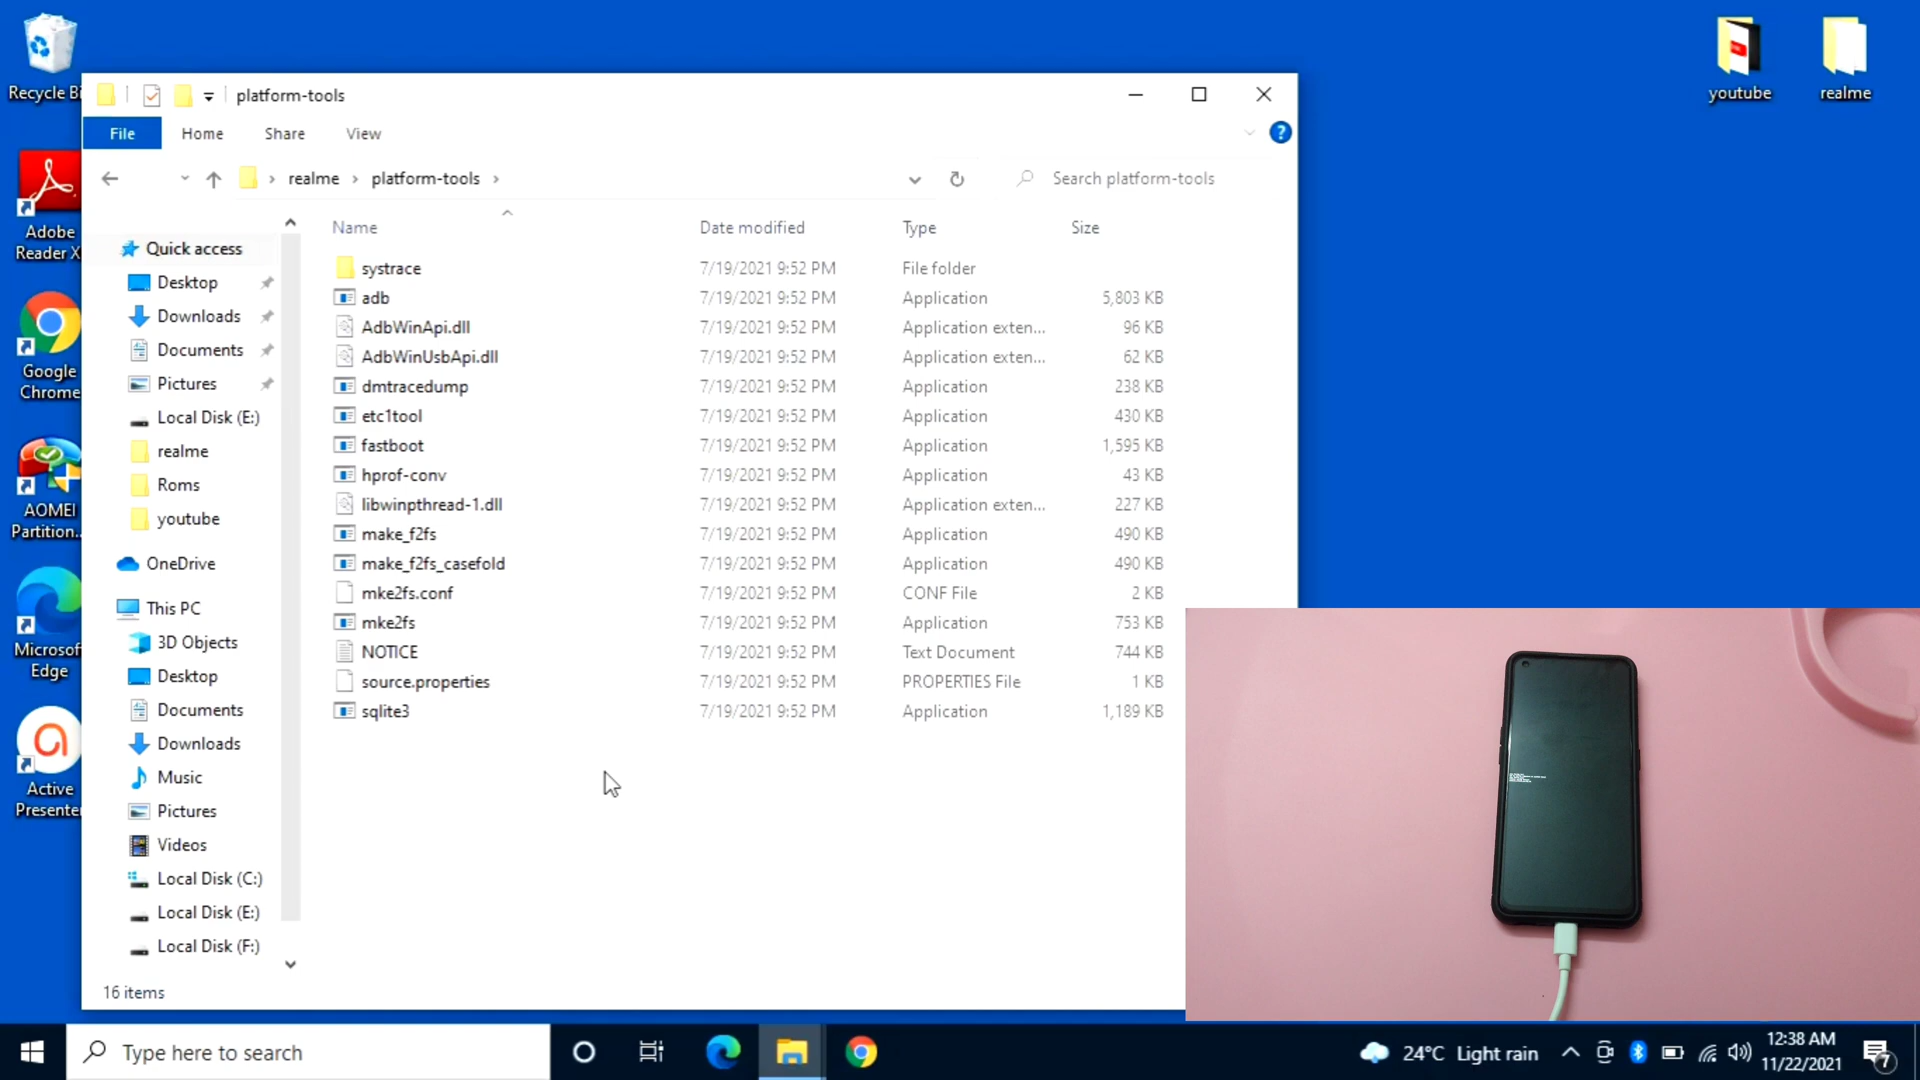 Recycle Bi
platform-tools
youtube
realme
File
Home
Share
View
?
realme
platform-tools
Search platform-tools
Adobe
Reader X
Google
Chrome
AOMEI
Partition...
Microsof
Edge
Active
Presente
Quick access
Desktop
Downloads
Documents
Pictures
Local Disk (E:)
realme
Roms
youtube
OneDrive
This PC
3D Objects
Desktop
Documents
Downloads
Music
Pictures
Videos
Local Disk (C:)
Local Disk (E:)
Local Disk (F:)
Name Date modified Type Size
systrace 7/19/2021 9:52 PM File folder
adb 7/19/2021 9:52 PM Application 5,803 KB
AdbWinApi.dll 7/19/2021 9:52 PM Application exten... 96 KB
AdbWinUsbApi.dll 7/19/2021 9:52 PM Application exten... 62 KB
dmtracedump 7/19/2021 9:52 PM Application 238 KB
etc1tool 7/19/2021 9:52 PM Application 430 KB
fastboot 7/19/2021 9:52 PM Application 1,595 KB
hprof-conv 7/19/2021 9:52 PM Application 43 KB
libwinpthread-1.dll 7/19/2021 9:52 PM Application exten... 227 KB
make_f2fs 7/19/2021 9:52 PM Application 490 KB
make_f2fs_casefold 7/19/2021 9:52 PM Application 490 KB
mke2fs.conf 7/19/2021 9:52 PM CONF File 2 KB
mke2fs 7/19/2021 9:52 PM Application 753 KB
NOTICE 7/19/2021 9:52 PM Text Document 744 KB
source.properties 7/19/2021 9:52 PM PROPERTIES File 1 KB
sqlite3 7/19/2021 9:52 PM Application 1,189 KB
16 items
Type here to search
24°C Light rain
12:38 AM
11/22/2021
7